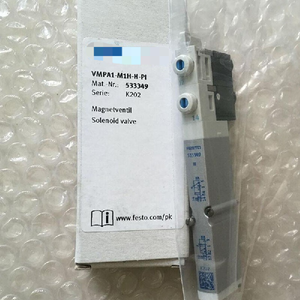 VMPA1-M1H-H-PI
Mat. Nr.: 533349
Serie: K202
Magnetventil
Solenoid valve
www.festo.com/pk